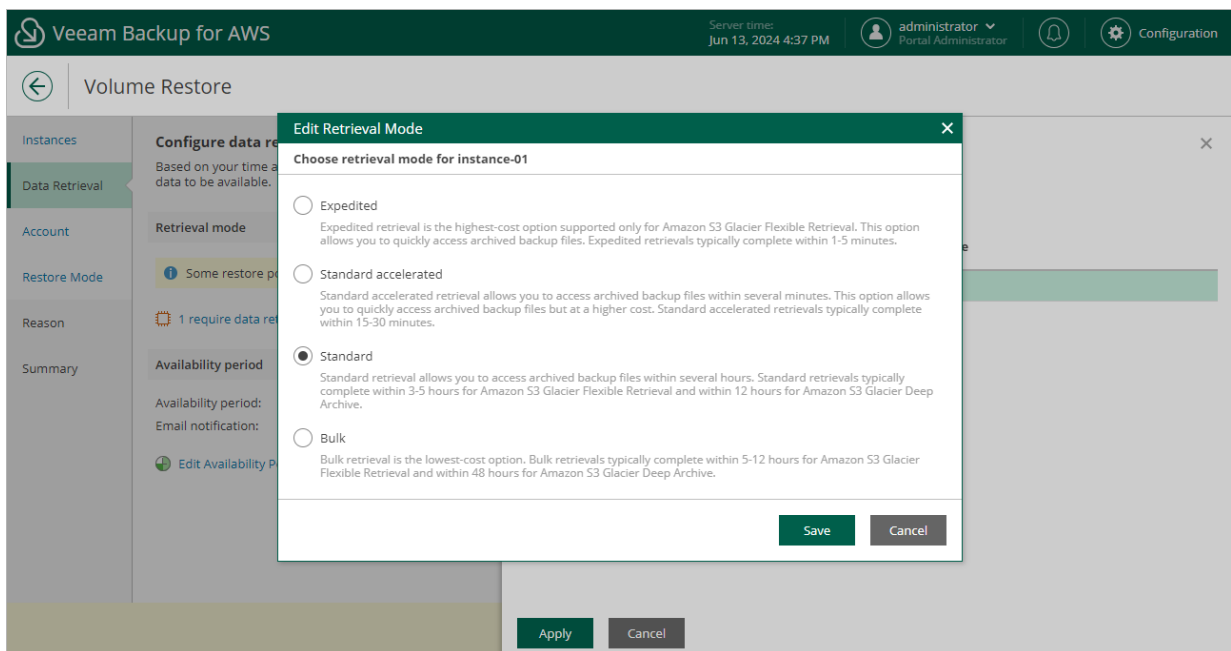 Veeam Backup for AWS
Server time:
Jun 13, 2024 4:37 PM
administrator
Portal Administrator
Configuration
Volume Restore
Instances
Data Retrieval
Account
Restore Mode
Reason
Summary
Configure data re
Based on your time a
data to be available.
Retrieval mode
Some restore po
1 require data ret
Availability period
Availability period:
Email notification:
Edit Availability P
Edit Retrieval Mode
Choose retrieval mode for instance-01
Expedited
Expedited retrieval is the highest-cost option supported only for Amazon S3 Glacier Flexible Retrieval. This option
allows you to quickly access archived backup files. Expedited retrievals typically complete within 1-5 minutes.
Standard accelerated
Standard accelerated retrieval allows you to access archived backup files within several minutes. This option allows
you to quickly access archived backup files but at a higher cost. Standard accelerated retrievals typically complete
within 15-30 minutes.
Standard
Standard retrieval allows you to access archived backup files within several hours. Standard retrievals typically
complete within 3-5 hours for Amazon S3 Glacier Flexible Retrieval and within 12 hours for Amazon S3 Glacier Deep
Archive.
Bulk
Bulk retrieval is the lowest-cost option. Bulk retrievals typically complete within 5-12 hours for Amazon S3 Glacier
Flexible Retrieval and within 48 hours for Amazon S3 Glacier Deep Archive.
Save
Cancel
e
Apply
Cancel